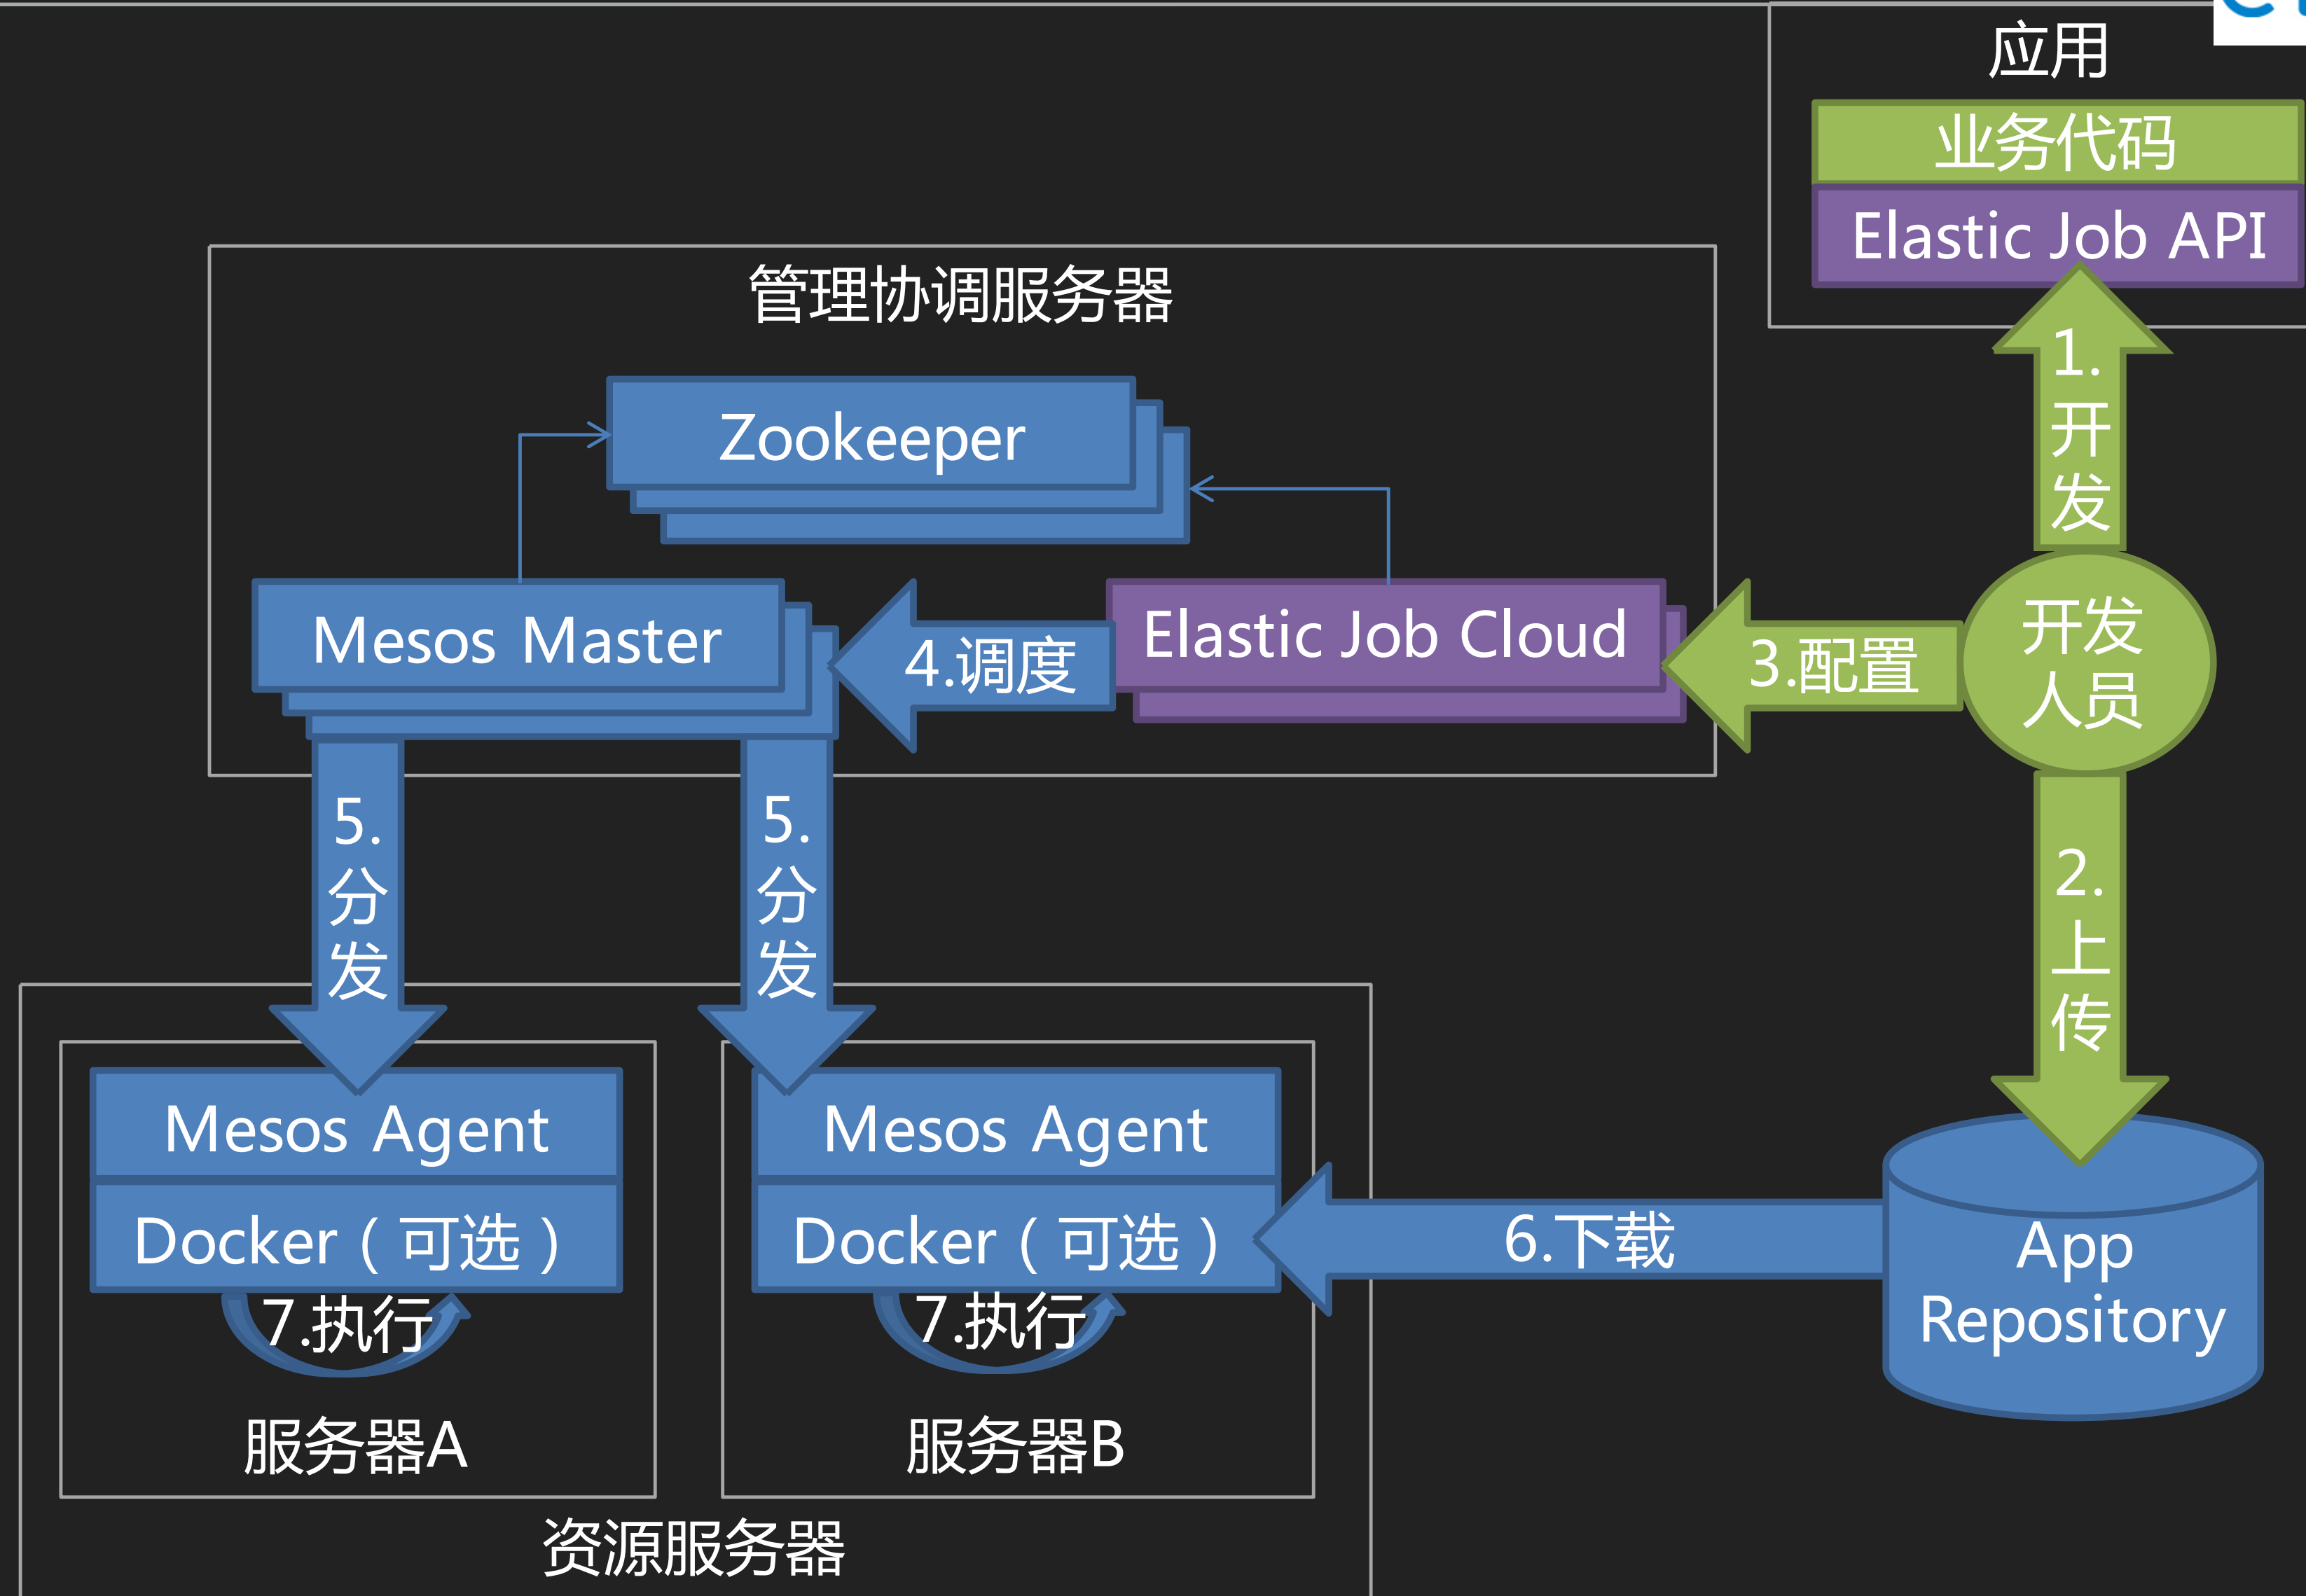 应用
业务代码
Elastic Job API
管理协调服务器
Zookeeper
1.
开
发
Mesos Master
4.调度
Elastic Job Cloud
3.配置
开发
人员
5.
分
发
5.
分
发
2.
上
传
Mesos Agent
Docker（可选）
7.执行
服务器A
Mesos Agent
Docker（可选）
7.执行
服务器B
6.下载
App
Repository
资源服务器